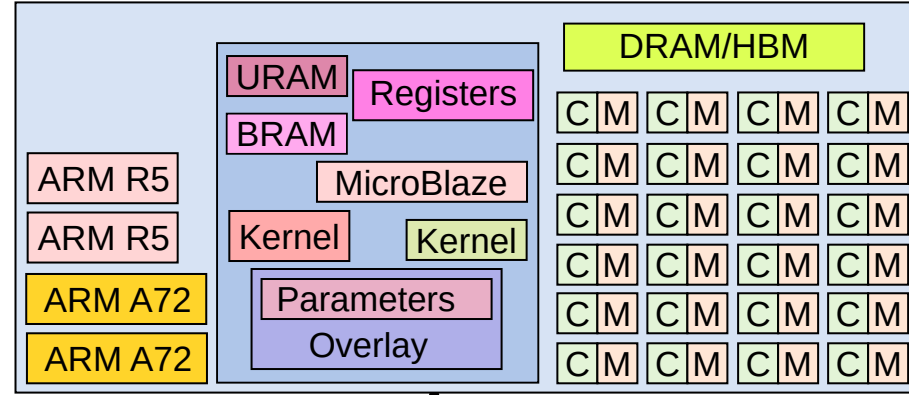 DRAM/HBM
URAM
Registers
BRAM
MicroBlaze
Kernel
Kernel
Parameters
Overlay
ARM R5
ARM R5
ARM A72
ARM A72
C M C M C M C M
C M C M C M C M
C M C M C M C M
C M C M C M C M
C M C M C M C M
C M C M C M C M